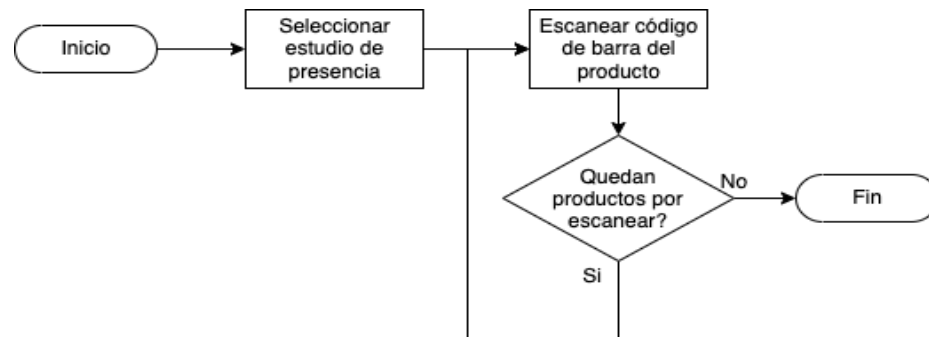 Inicio
Seleccionar
estudio de
presencia
Escanear código
de barra del
producto
Quedan
productos por
escanear?
No
Fin
Si